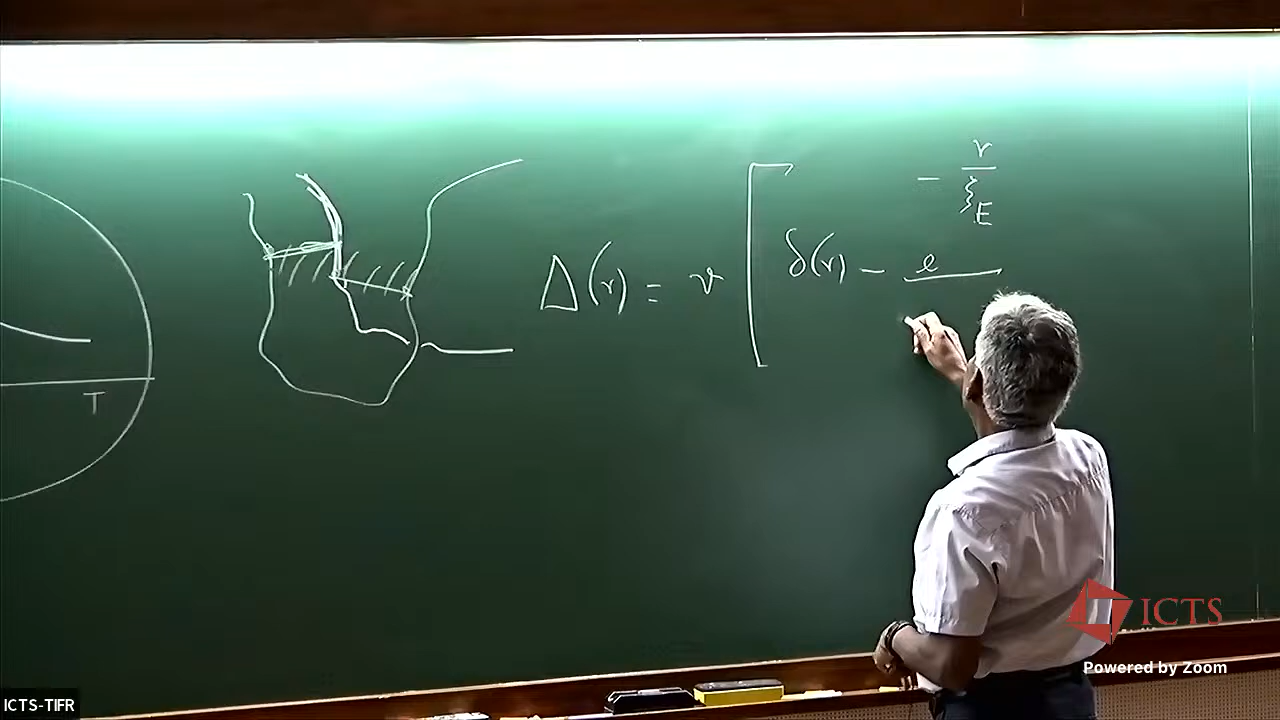 T
Δ(r) = v [ δ(r) − e^{− r/ξ_E}
ICTS
Powered by Zoom
ICTS-TIFR